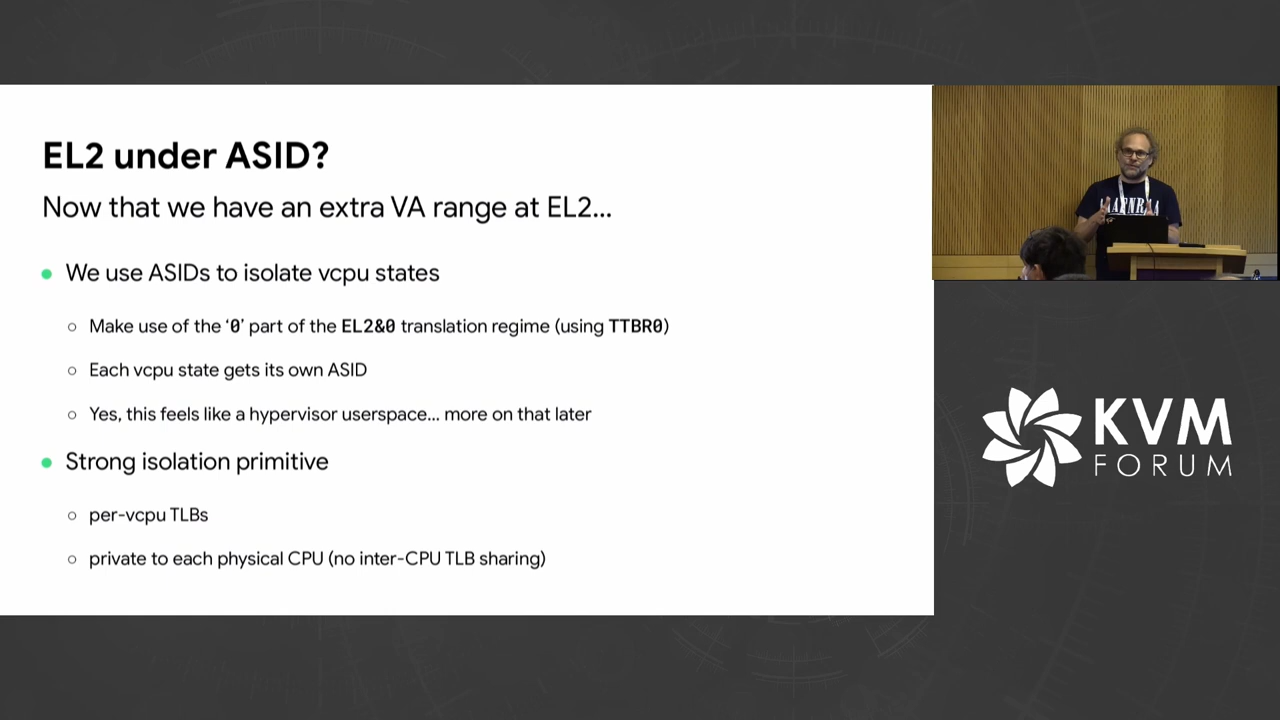 EL2 under ASID?
Now that we have an extra VA range at EL2...
We use ASIDs to isolate vcpu states
Make use of the ‘0’ part of the EL2&0 translation regime (using TTBR0)
Each vcpu state gets its own ASID
Yes, this feels like a hypervisor userspace... more on that later
Strong isolation primitive
per-vcpu TLBs
private to each physical CPU (no inter-CPU TLB sharing)
KVM
FORUM